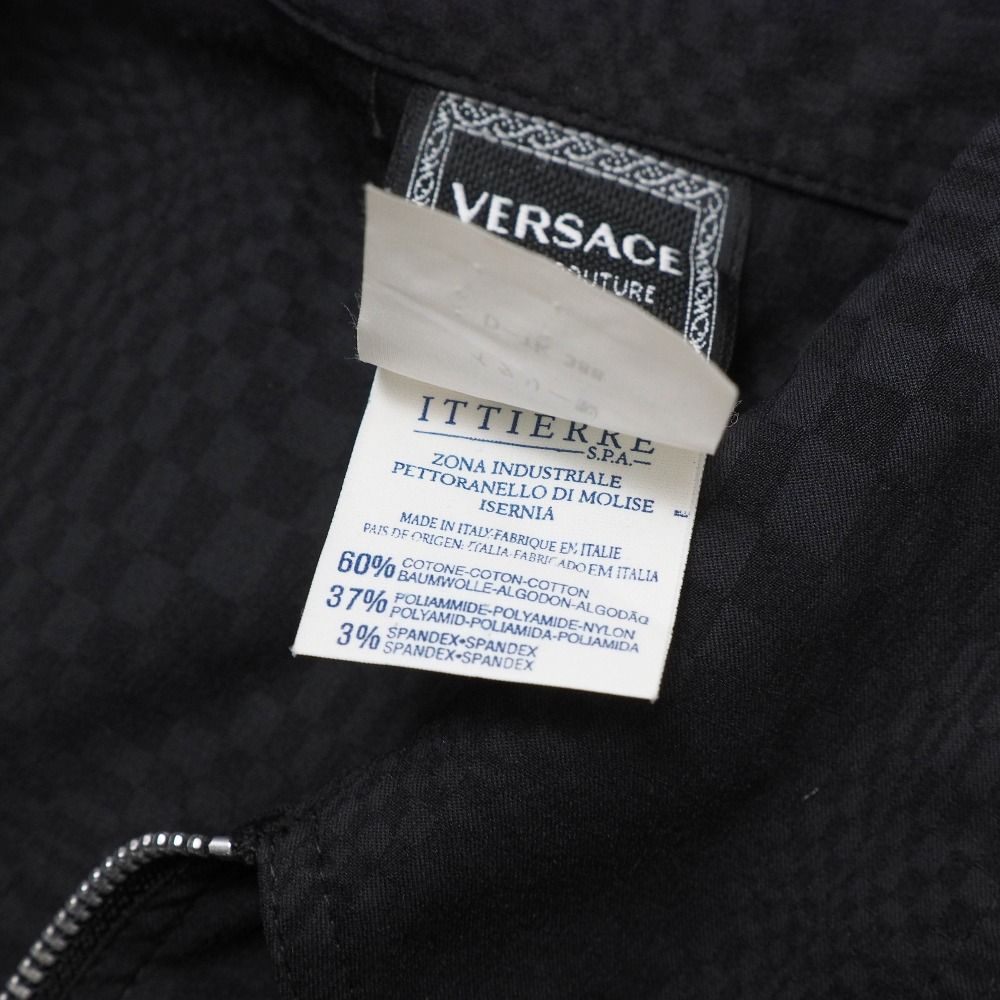 VERSACE
COUTURE
ITTIERRE
S.P.A.
ZONA INDUSTRIALE
PETTORANELLO DI MOLISE
ISERNIA
MADE IN ITALY-FABRIQUE EN ITALIE
PAIS DE ORIGEN: ITALIA-FABRICADO EM ITALIA
60% COTONE-COTON-COTTON
BAUMWOLLE-ALGODON-ALGODÃO
37% POLIAMMIDE-POLYAMIDE-NYLON
POLYAMID-POLIAMIDA-POLIAMIDA
3% SPANDEX•SPANDEX
SPANDEX•SPANDEX